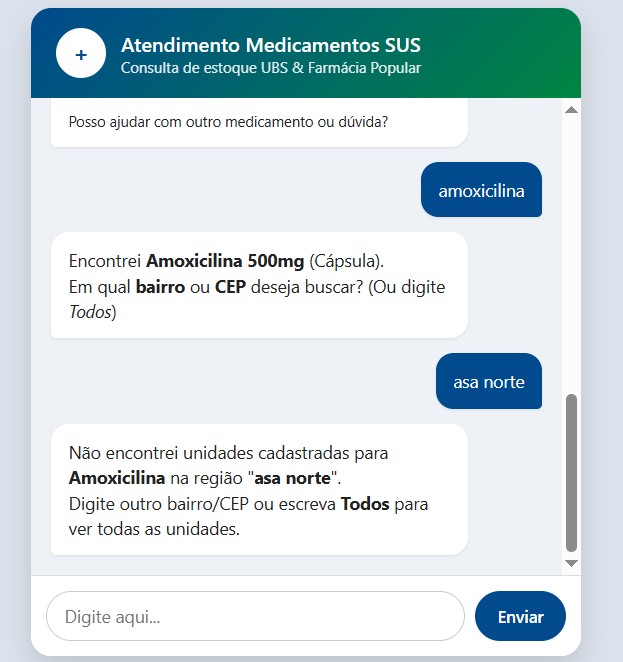 +
Atendimento Medicamentos SUS
Consulta de estoque UBS & Farmácia Popular
Posso ajudar com outro medicamento ou dúvida?
amoxicilina
Encontrei Amoxicilina 500mg (Cápsula).
Em qual bairro ou CEP deseja buscar? (Ou digite
Todos)
asa norte
Não encontrei unidades cadastradas para
Amoxicilina na região "asa norte".
Digite outro bairro/CEP ou escreva Todos para
ver todas as unidades.
Digite aqui...
Enviar